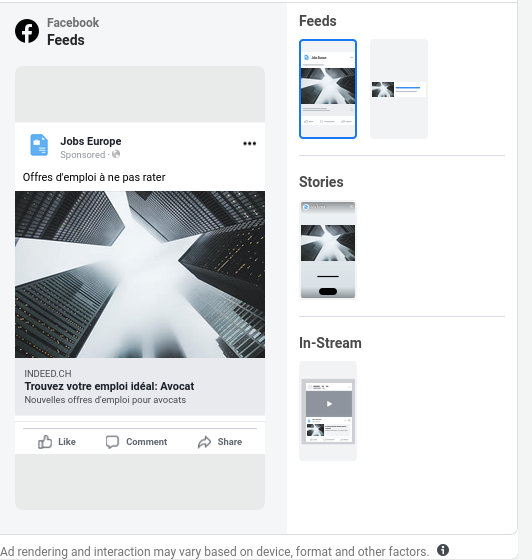 Facebook
Feeds
Jobs Europe
Sponsored ·
Offres d'emploi à ne pas rater
INDEED.CH
Trouvez votre emploi idéal: Avocat
Nouvelles offres d'emploi pour avocats
Like
Comment
Share
Feeds
Stories
In-Stream
Ad rendering and interaction may vary based on device, format and other factors.